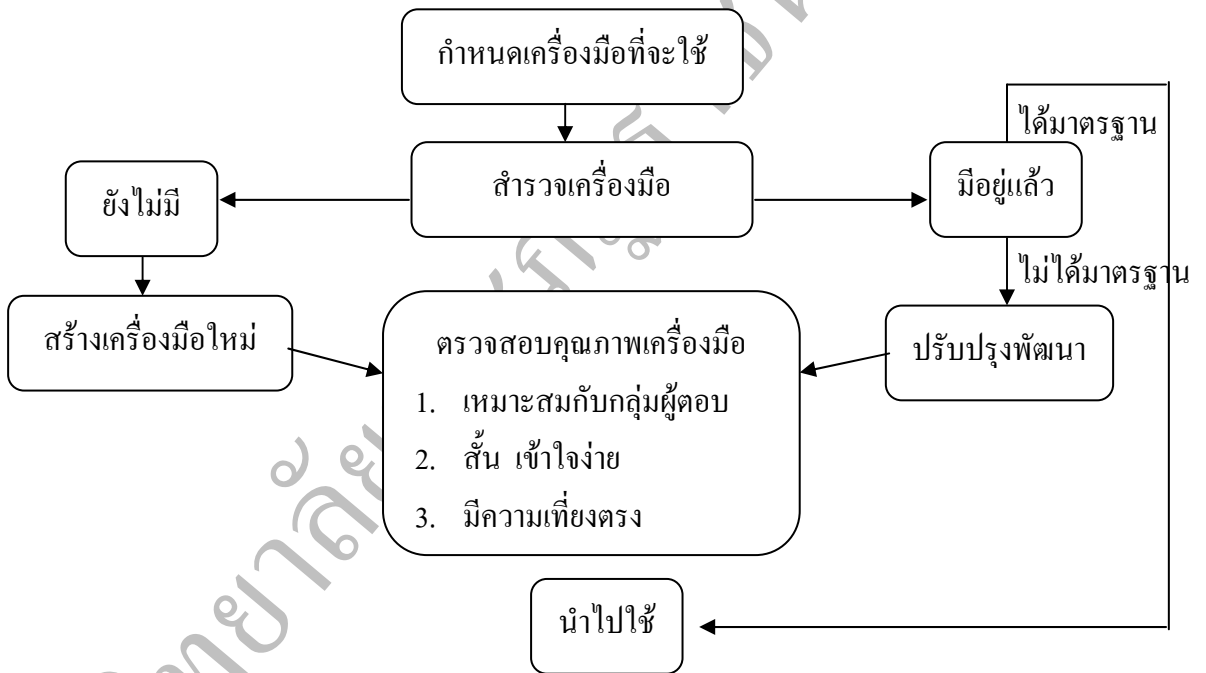 กำหนดเครื่องมือที่จะใช้
ได้มาตรฐาน
สำรวจเครื่องมือ
มีอยู่แล้ว
ยังไม่มี
ไม่ได้มาตรฐาน
สร้างเครื่องมือใหม่
ปรับปรุงพัฒนา
ตรวจสอบคุณภาพเครื่องมือ
1. เหมาะสมกับกลุ่มผู้ตอบ
2. สั้น เข้าใจง่าย
3. มีความเที่ยงตรง
นำไปใช้